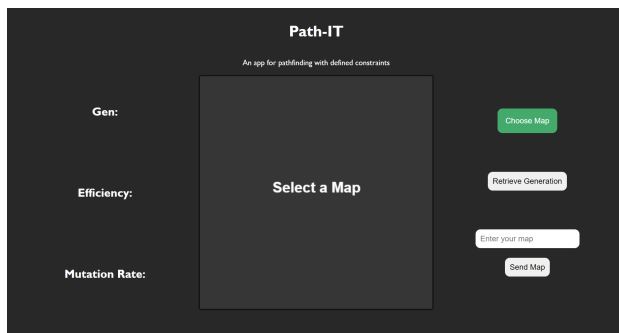 Path-IT
An app for pathfinding with defined constraints
Gen:
Efficiency:
Mutation Rate:
Select a Map
Choose Map
Retrieve Generation
Enter your map
Send Map